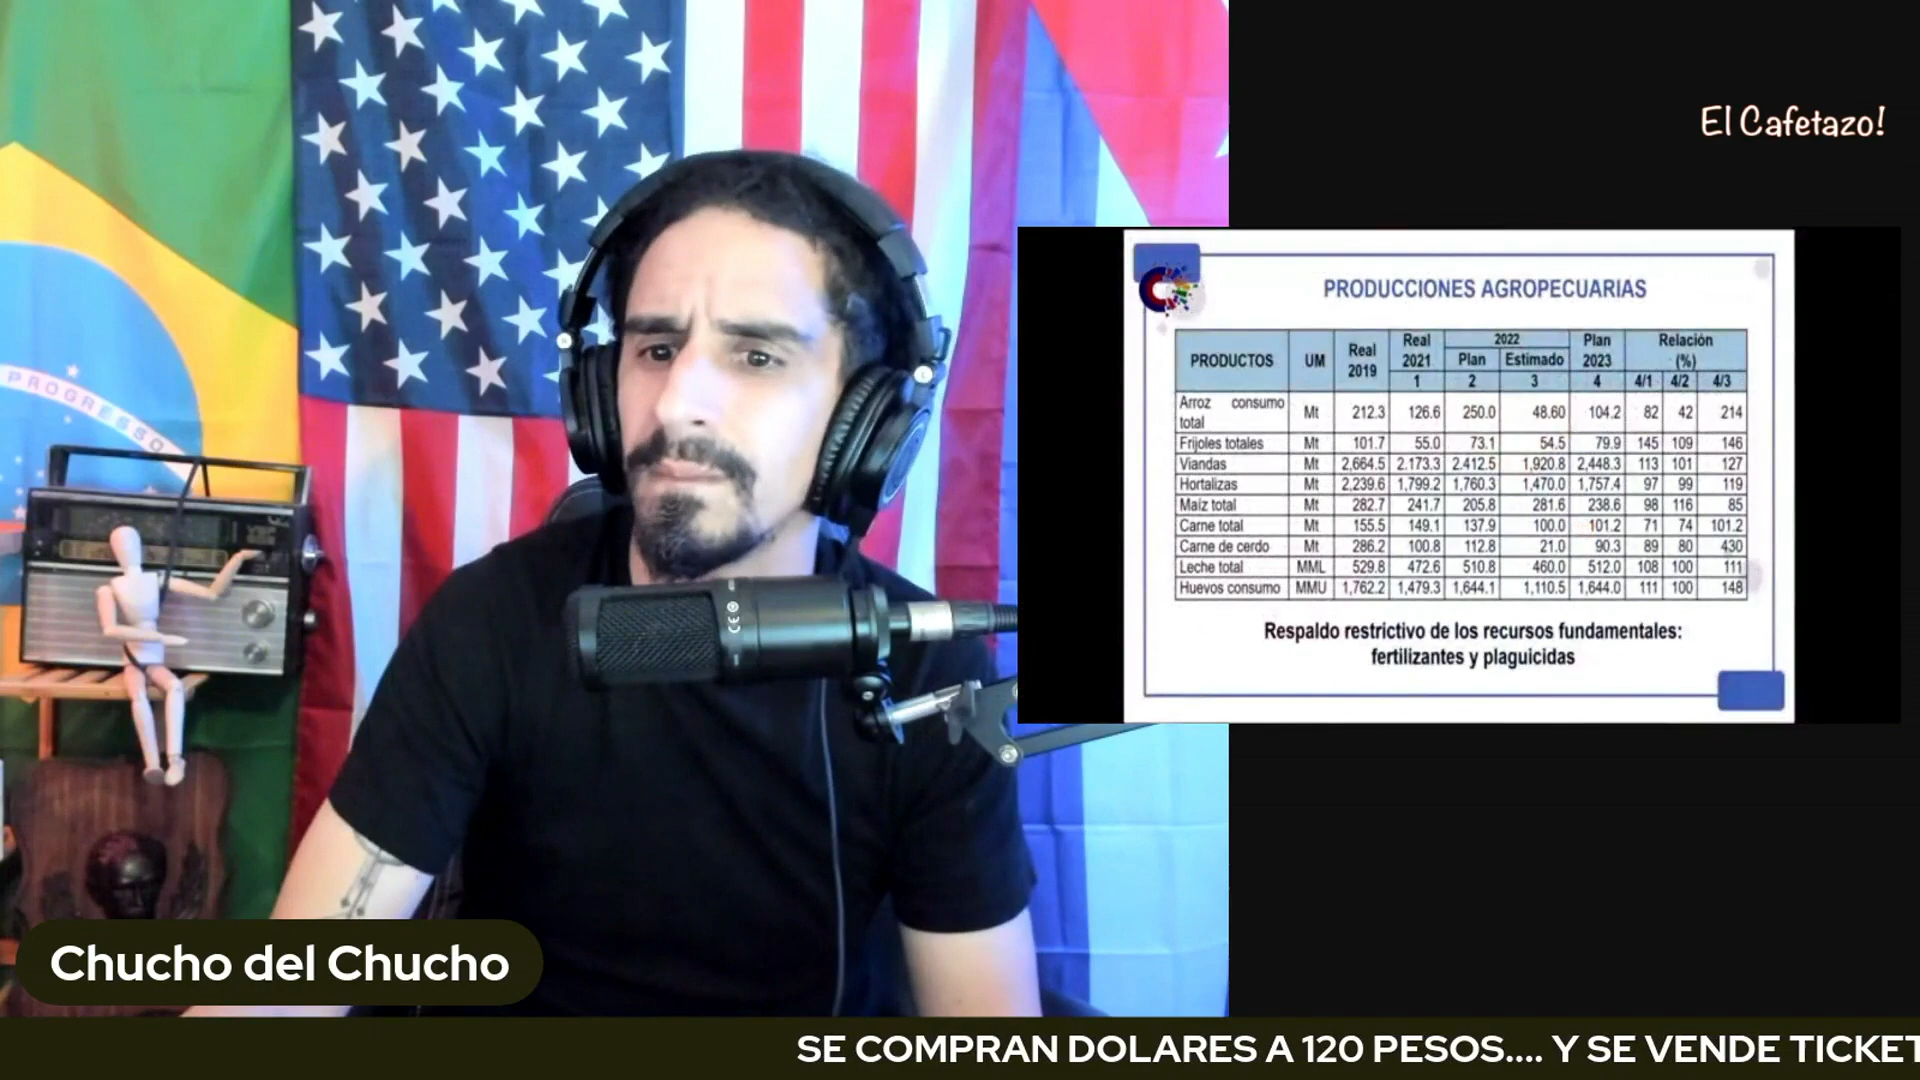 El Cafetazo!
PROGRESSO
PRODUCCIONES AGROPECUARIAS
PRODUCTOS UM Real 2019 Real 2021 2022 Plan 2023 Relación (%)
Plan Estimado
1 2 3 4 4/1 4/2 4/3
Arroz consumo total Mt 212.3 126.6 250.0 48.60 104.2 82 42 214
Frijoles totales Mt 101.7 55.0 73.1 54.5 79.9 145 109 146
Viandas Mt 2,664.5 2.173.3 2.412.5 1,920.8 2,448.3 113 101 127
Hortalizas Mt 2,239.6 1,799.2 1,760.3 1,470.0 1,757.4 97 99 119
Maíz total Mt 282.7 241.7 205.8 281.6 238.6 98 116 85
Carne total Mt 155.5 149.1 137.9 100.0 101.2 71 74 101.2
Carne de cerdo Mt 286.2 100.8 112.8 21.0 90.3 89 80 430
Leche total MML 529.8 472.6 510.8 460.0 512.0 108 100 111
Huevos consumo MMU 1,762.2 1,479.3 1,644.1 1,110.5 1,644.0 111 100 148
Respaldo restrictivo de los recursos fundamentales:
fertilizantes y plaguicidas
CE
Chucho del Chucho
SE COMPRAN DOLARES A 120 PESOS.... Y SE VENDE TICKET